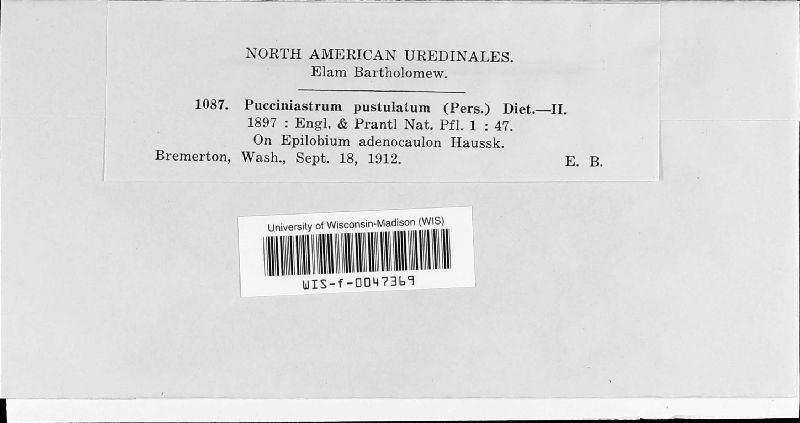 NORTH AMERICAN UREDINALES.
Elam Bartholomew.
1087. Pucciniastrum pustulatum (Pers.) Diet.—II.
1897 : Engl. & Prantl Nat. Pfl. 1 : 47.
On Epilobium adenocaulon Haussk.
Bremerton, Wash., Sept. 18, 1912. E. B.
University of Wisconsin-Madison (WIS)
WIS-f-0047369